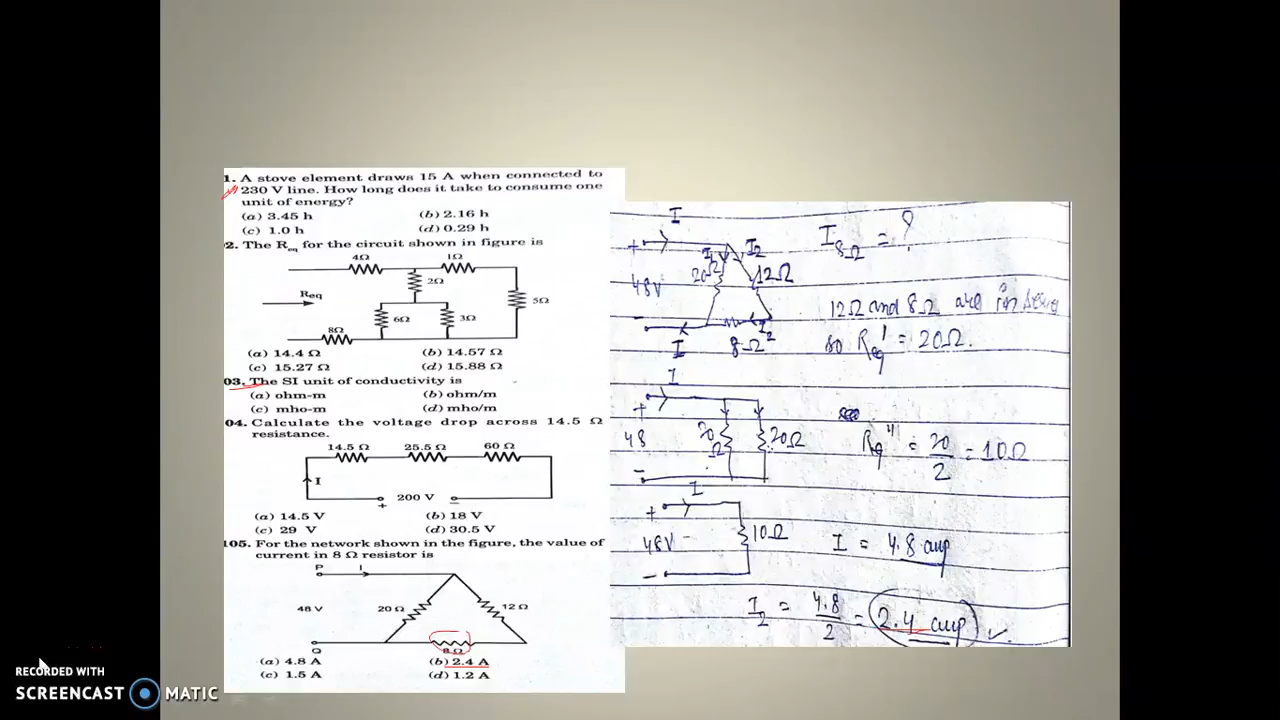 1. A stove element draws 15 A when connected to
230 V line. How long does it take to consume one
unit of energy?
(a) 3.45 h (b) 2.16 h
(c) 1.0 h (d) 0.29 h
02. The Req for the circuit shown in figure is
4Ω 1Ω
2Ω
Req
5Ω
6Ω 3Ω
8Ω
(a) 14.4 Ω (b) 14.57 Ω
(c) 15.27 Ω (d) 15.88 Ω
03. The SI unit of conductivity is
(a) ohm-m (b) ohm/m
(c) mho-m (d) mho/m
04. Calculate the voltage drop across 14.5 Ω
resistance.
14.5 Ω 25.5 Ω 60 Ω
I
200 V
+ −
(a) 14.5 V (b) 18 V
(c) 29 V (d) 30.5 V
105. For the network shown in the figure, the value of
current in 8 Ω resistor is
P I
48 V 20 Ω 12 Ω
Q 8 Ω
(a) 4.8 A (b) 2.4 A
(c) 1.5 A (d) 1.2 A
I
+ I1 I2
20Ω 12Ω
48V
− I2
I 8Ω
I8Ω = ?
12Ω and 8Ω are in series
so Req' = 20Ω.
I
+
48 20Ω 20Ω
−
Req'' = 20/2 = 10Ω
I
+
48V 10Ω
−
I = 4.8 amp
I2 = 4.8/2 = 2.4 amp
RECORDED WITH
SCREENCAST MATIC